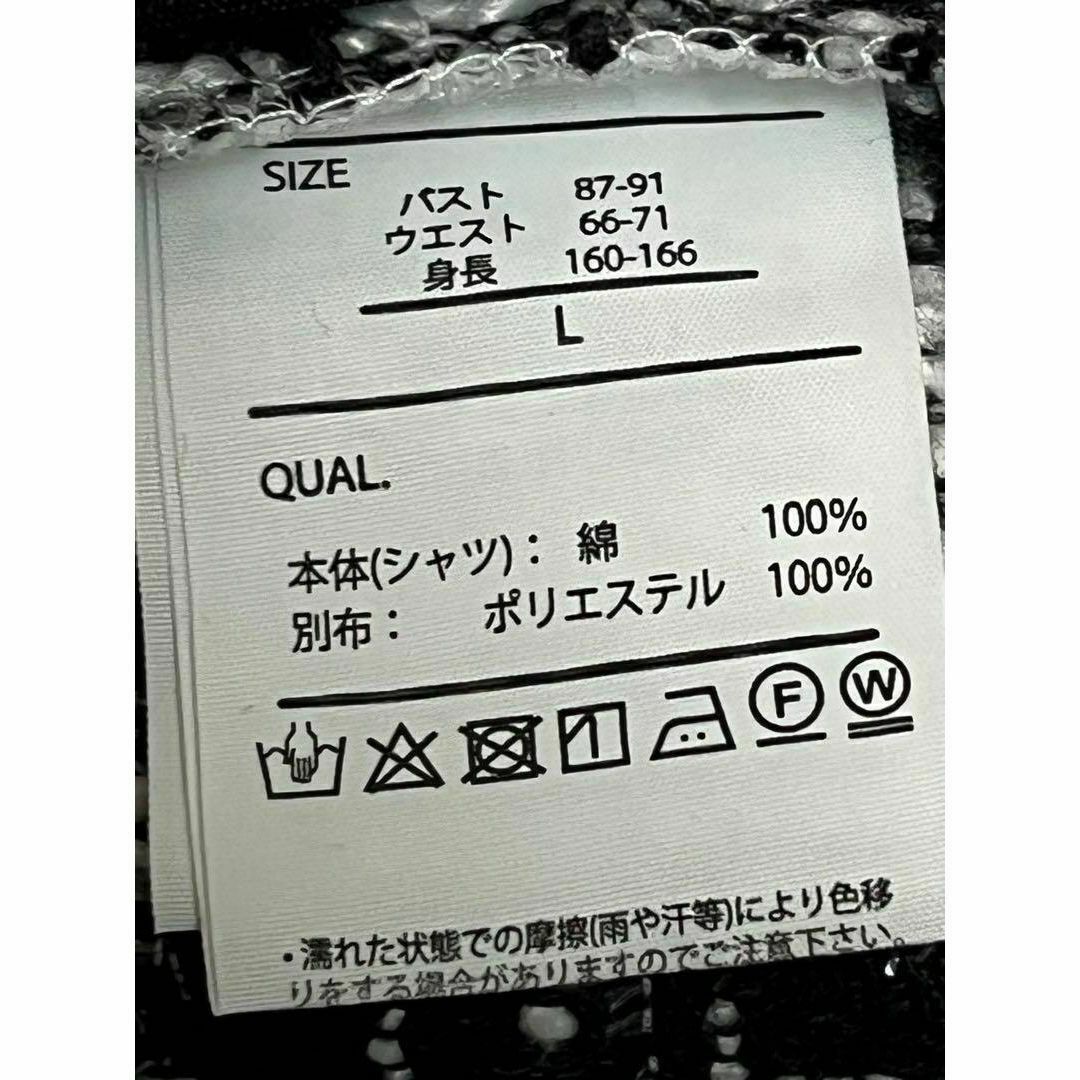 SIZE
バスト 87-91
ウエスト 66-71
身長 160-166
L
QUAL.
本体(シャツ): 綿 100%
別布: ポリエステル 100%
1 F W
・濡れた状態での摩擦(雨や汗等)により色移
りをする場合がありますのでご注意下さい。